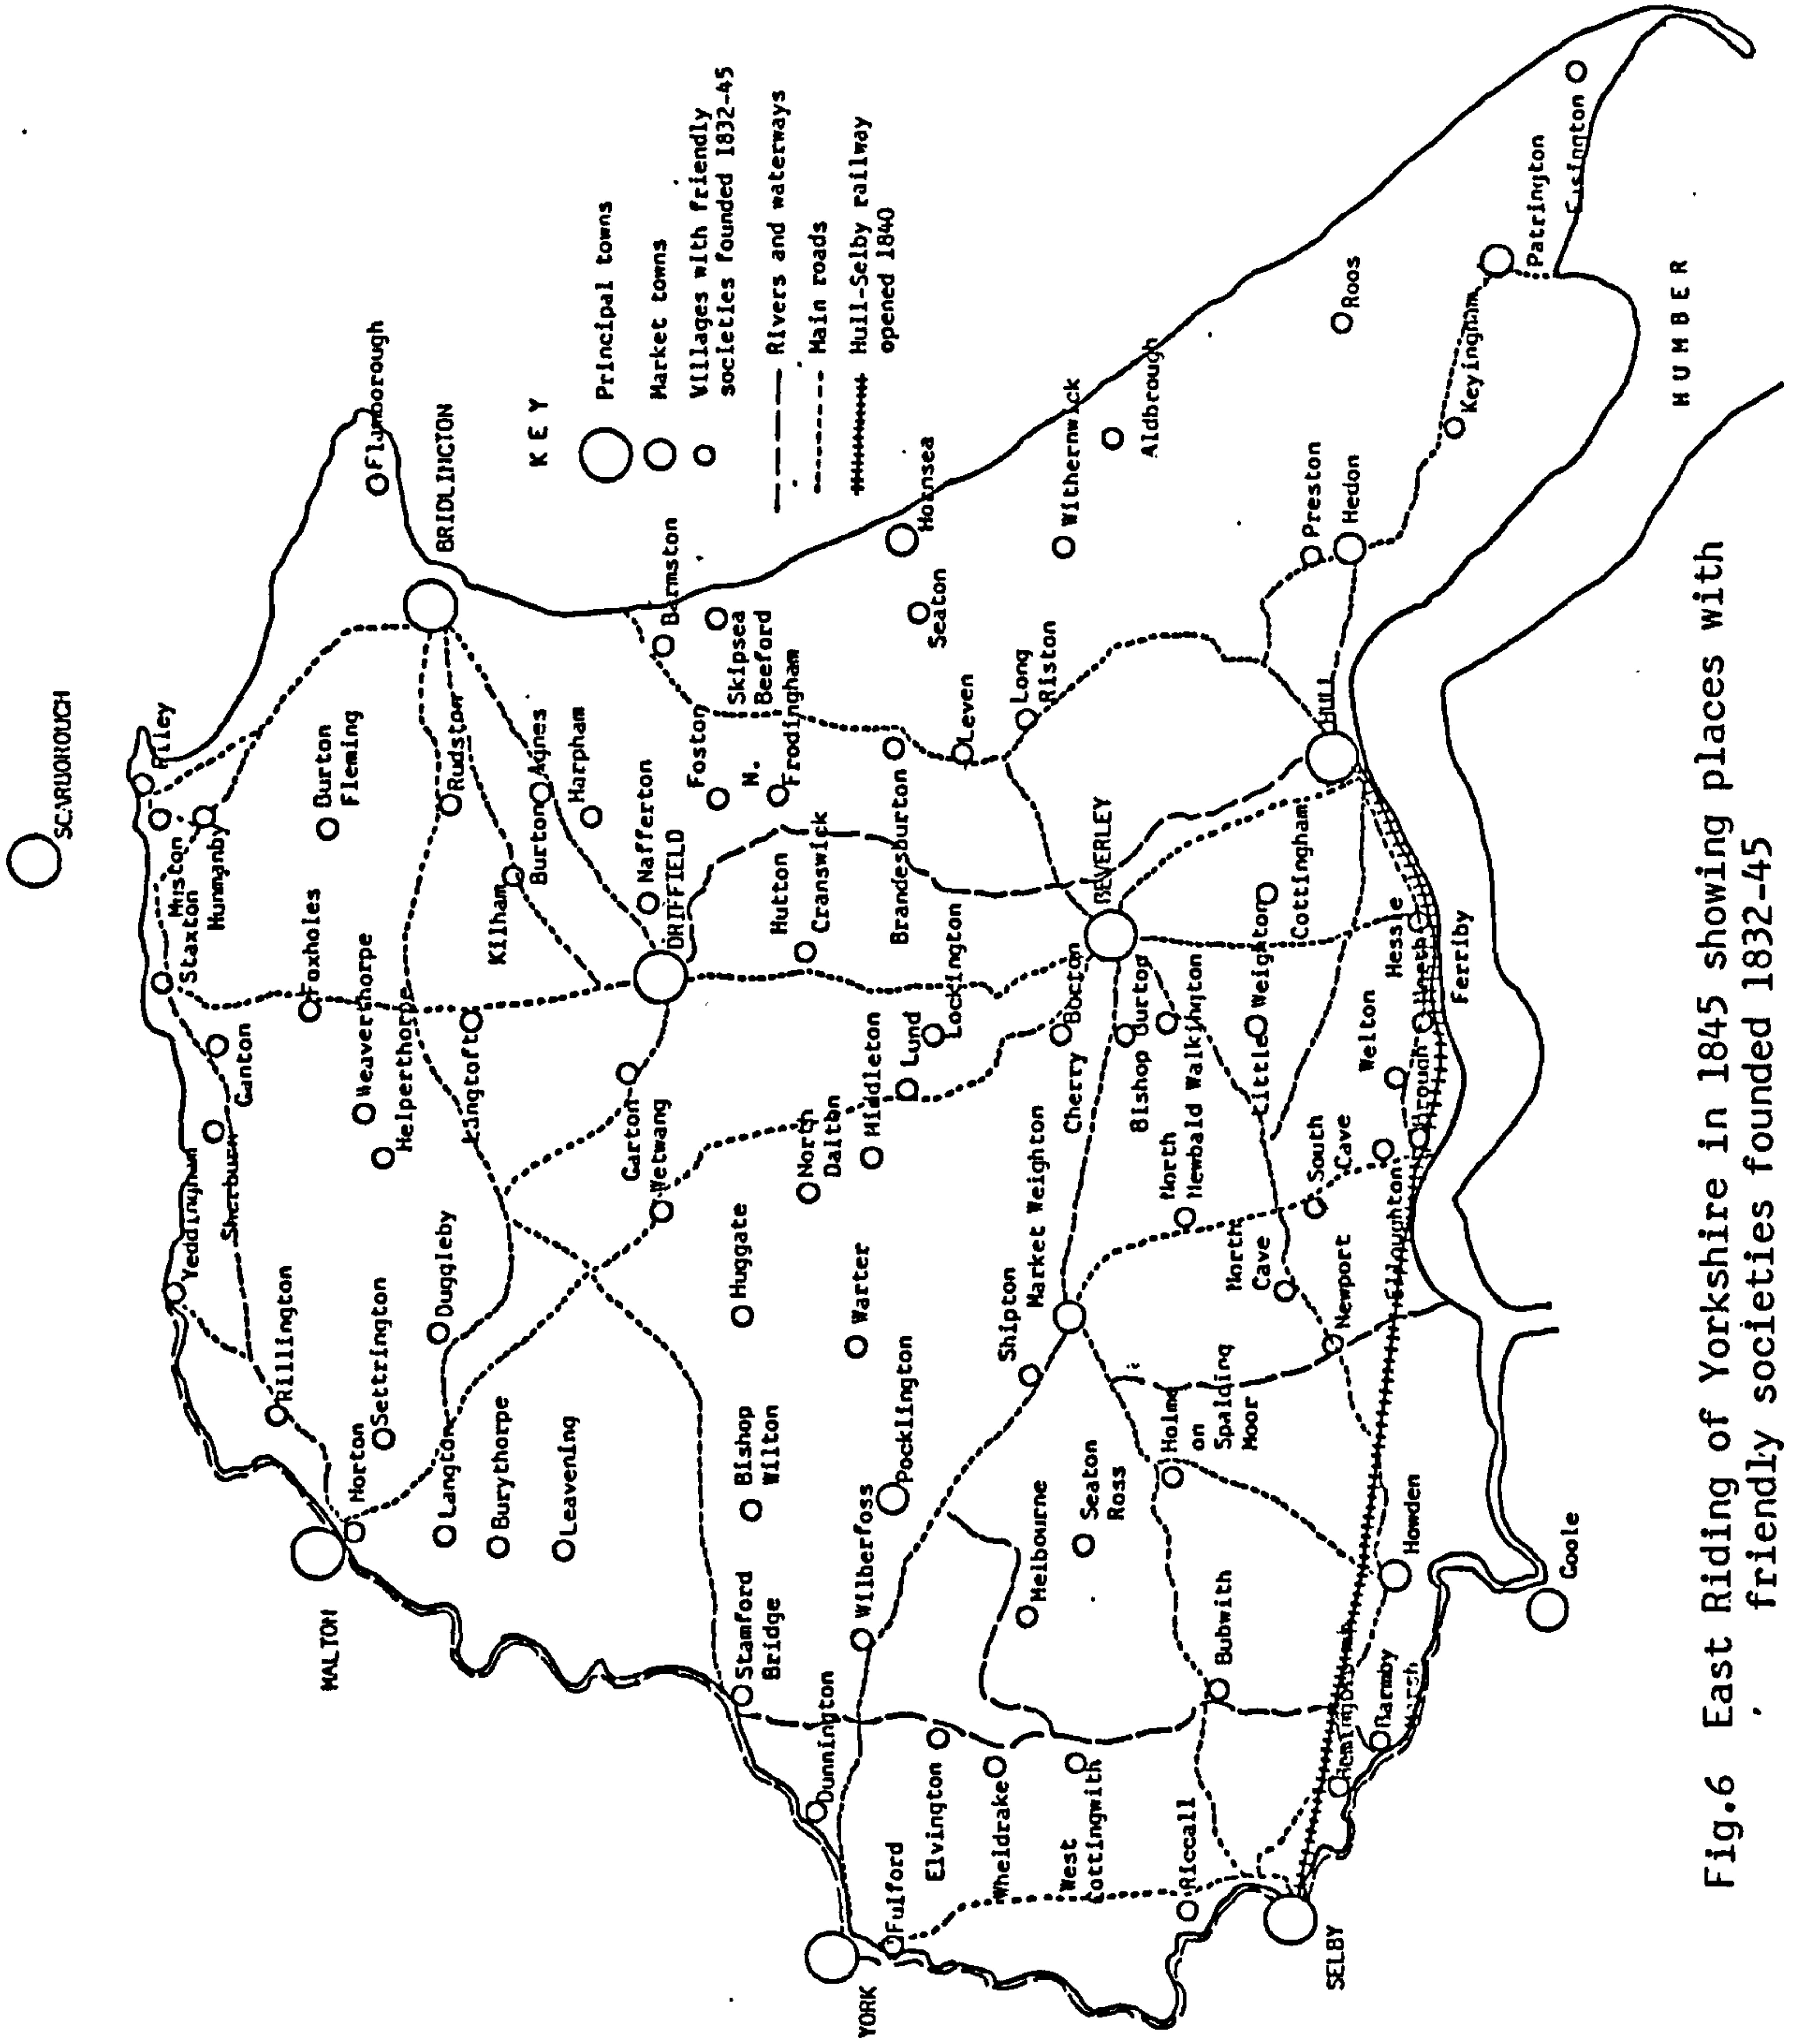 SCARBOROUGH
Filey
Muston
Hunmanby
Staxton
Ganton
Sherburn
Yeddingham
Rillington
Settrington
Norton
MALTON
Flamborough
BRIDLINGTON
Burton
Fleming
Rudston
Foxholes
Weaverthorpe
Helperthorpe
Langtoft
Kilham
Burton Agnes
Harpham
Nafferton
DRIFFIELD
Duggleby
Langton
Burythorpe
Leavening
Garton
Wetwang
Barmston
Skipsea
Beeford
Foston
N.
Frodingham
Hutton
Cranswick
North
Dalton
Middleton
Lund
Lockington
Huggate
Warter
Bishop
Wilton
Pocklington
Stamford
Bridge
Wilberfoss
Dunnington
YORK
Fulford
Elvington
Wheldrake
West
Cottingwith
Riccall
SELBY
Hornsea
Seaton
Brandesburton
Leven
Long
Riston
Withernwick
Aldbrough
Roos
BEVERLEY
Cherry
Bishop Burton
Walkington
Little Weighton
Cottingham
HULL
Preston
Hedon
Keyingham
Patrington
Easington
HUMBER
Shipton
Market Weighton
North
Newbald
North
Cave
South
Cave
Newport
Elloughton
Brough
Welton
North
Ferriby
Hessle
Holme
on
Spalding
Moor
Seaton
Ross
Melbourne
Bubwith
Howden
Hemingbrough
Barmby
Marsh
Goole
KEY
Principal towns
Market towns
Villages with friendly
societies founded 1832-45
Rivers and waterways
Main roads
Hull-Selby railway
opened 1840
Fig.6 East Riding of Yorkshire in 1845 showing places with
friendly societies founded 1832-45